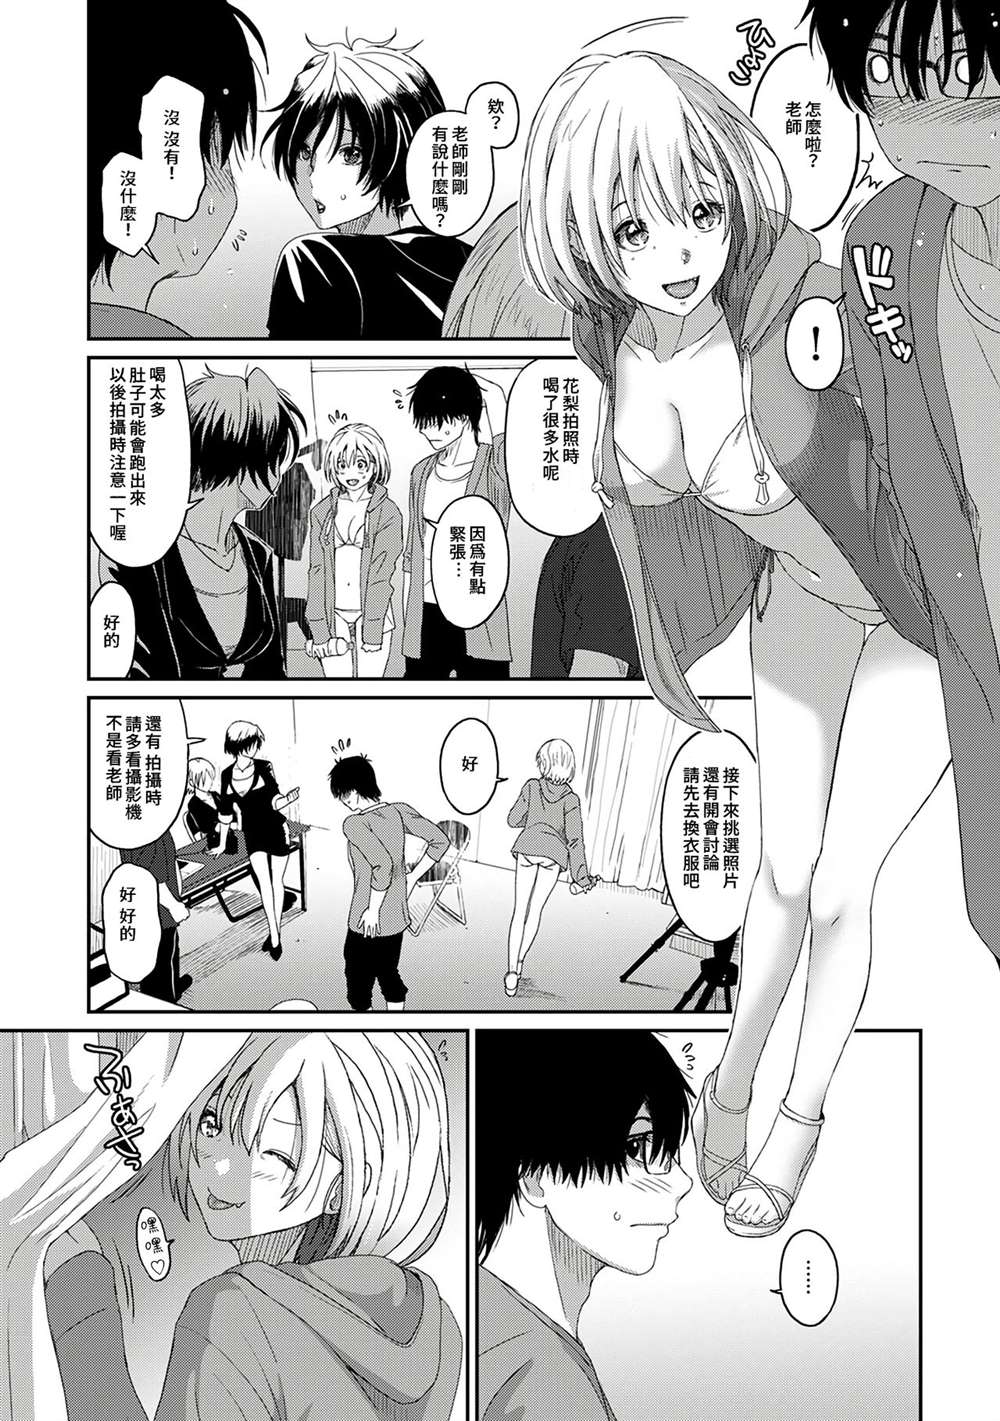 ひょこ
怎麼啦？
老師
！
ドキッ
欸？
老師剛剛
有說什麼嗎？
沒 沒有！
沒什麼！
花梨拍照時
喝了很多水呢
因爲有點
緊張…
喝太多
肚子可能會跑出來
以後拍攝時注意一下喔
好的
接下來挑選照片
還有開會討論
請先去換衣服吧
好
還有 拍攝時
請多看攝影機
不是看老師
好 好的
……
ふぁさっ
嘿
嘿♡